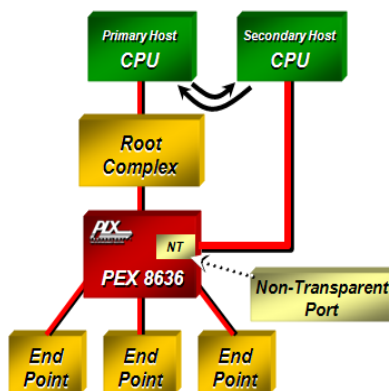 Primary Host
CPU
Secondary Host
CPU
Root
Complex
PLX
NT
PEX 8636
Non-Transparent
Port
End
Point
End
Point
End
Point